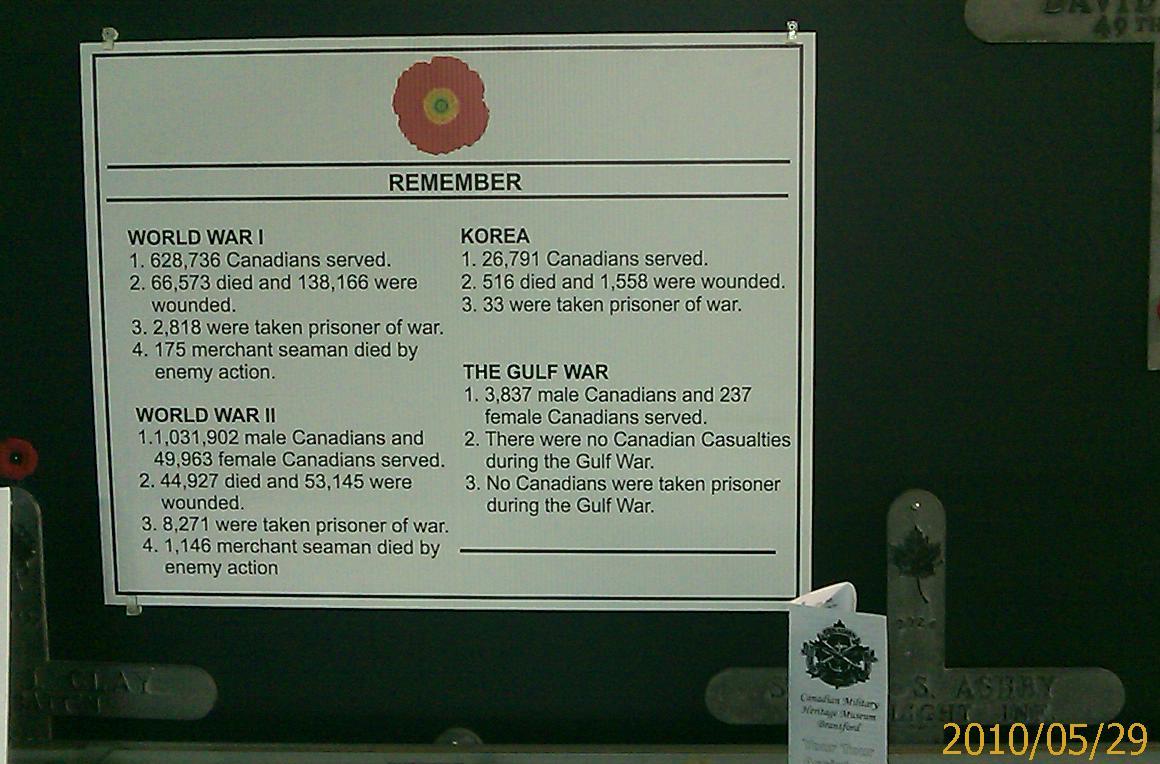 REMEMBER
WORLD WAR I
1. 628,736 Canadians served.
2. 66,573 died and 138,166 were
wounded.
3. 2,818 were taken prisoner of war.
4. 175 merchant seaman died by
enemy action.
WORLD WAR II
1.1,031,902 male Canadians and
49,963 female Canadians served.
2. 44,927 died and 53,145 were
wounded.
3. 8,271 were taken prisoner of war.
4. 1,146 merchant seaman died by
enemy action
KOREA
1. 26,791 Canadians served.
2. 516 died and 1,558 were wounded.
3. 33 were taken prisoner of war.
THE GULF WAR
1. 3,837 male Canadians and 237
female Canadians served.
2. There were no Canadian Casualties
during the Gulf War.
3. No Canadians were taken prisoner
during the Gulf War.
DAVID
49 TH
CLAY
S. ASHBY
LIGHT INF
Canadian Military
Heritage Museum
Brantford
2010/05/29